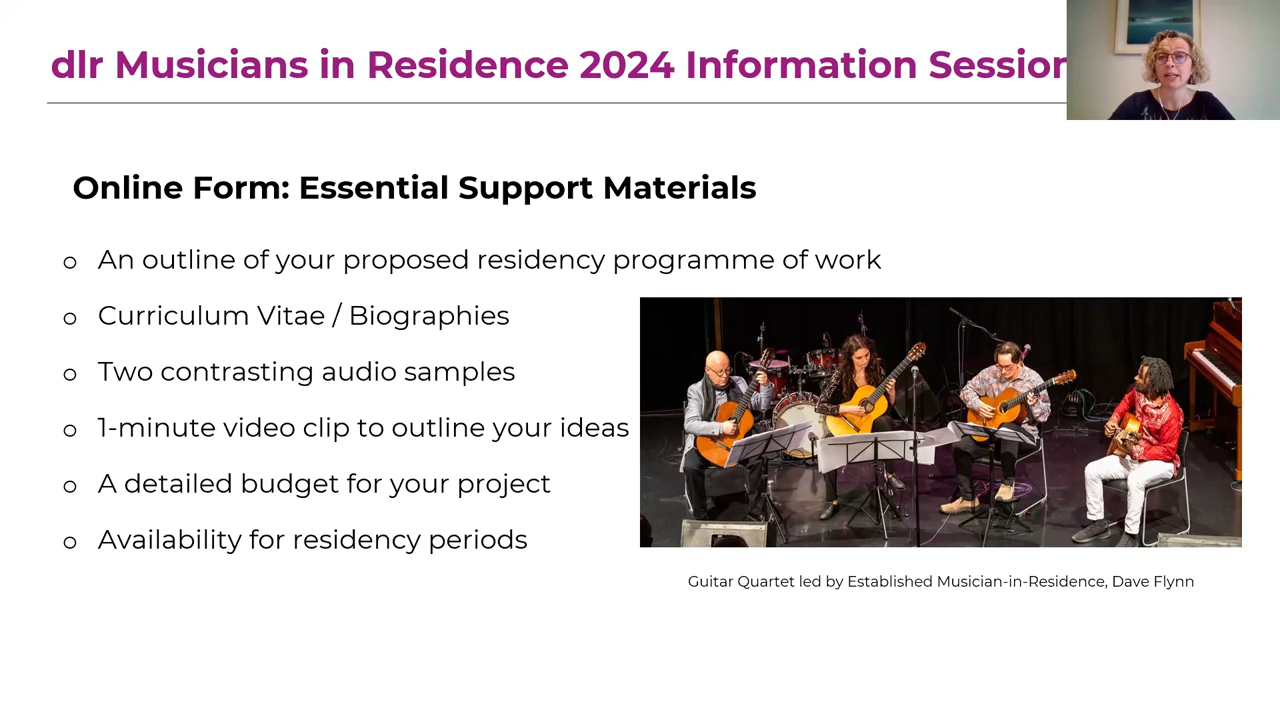 dlr Musicians in Residence 2024 Information Session
Online Form: Essential Support Materials
o An outline of your proposed residency programme of work
o Curriculum Vitae / Biographies
o Two contrasting audio samples
o 1-minute video clip to outline your ideas
o A detailed budget for your project
o Availability for residency periods
Guitar Quartet led by Established Musician-in-Residence, Dave Flynn